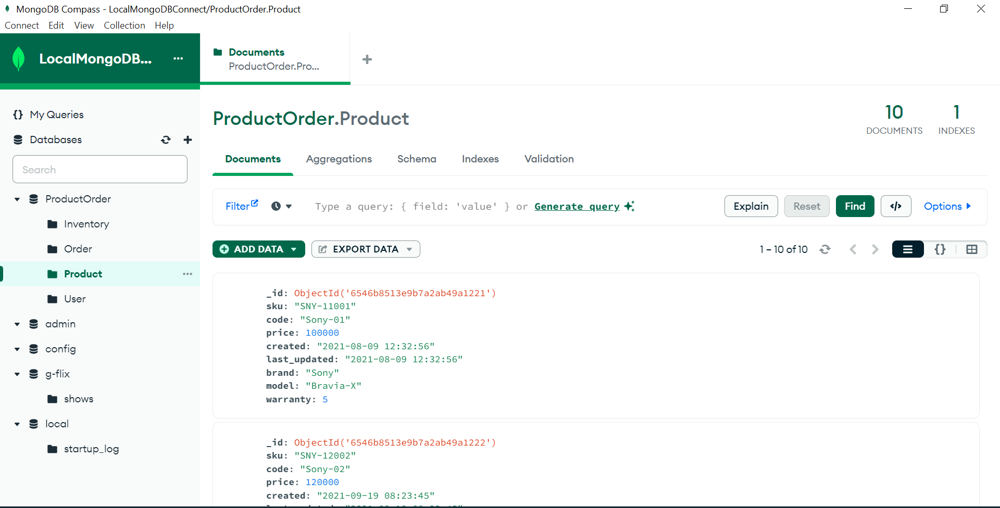 MongoDB Compass - LocalMongoDBConnect/ProductOrder.Product
Connect Edit View Collection Help
LocalMongoDB...
Documents
ProductOrder.Pro...
My Queries
Databases
Search
ProductOrder
Inventory
Order
Product
User
admin
config
g-flix
shows
local
startup_log
ProductOrder.Product
10
DOCUMENTS
1
INDEXES
Documents Aggregations Schema Indexes Validation
Filter Type a query: { field: 'value' } or Generate query Explain Reset Find </> Options
ADD DATA EXPORT DATA 1 – 10 of 10 {}
_id: ObjectId('6546b8513e9b7a2ab49a1221')
sku: "SNY-11001"
code: "Sony-01"
price: 100000
created: "2021-08-09 12:32:56"
last_updated: "2021-08-09 12:32:56"
brand: "Sony"
model: "Bravia-X"
warranty: 5
_id: ObjectId('6546b8513e9b7a2ab49a1222')
sku: "SNY-12002"
code: "Sony-02"
price: 120000
created: "2021-09-19 08:23:45"